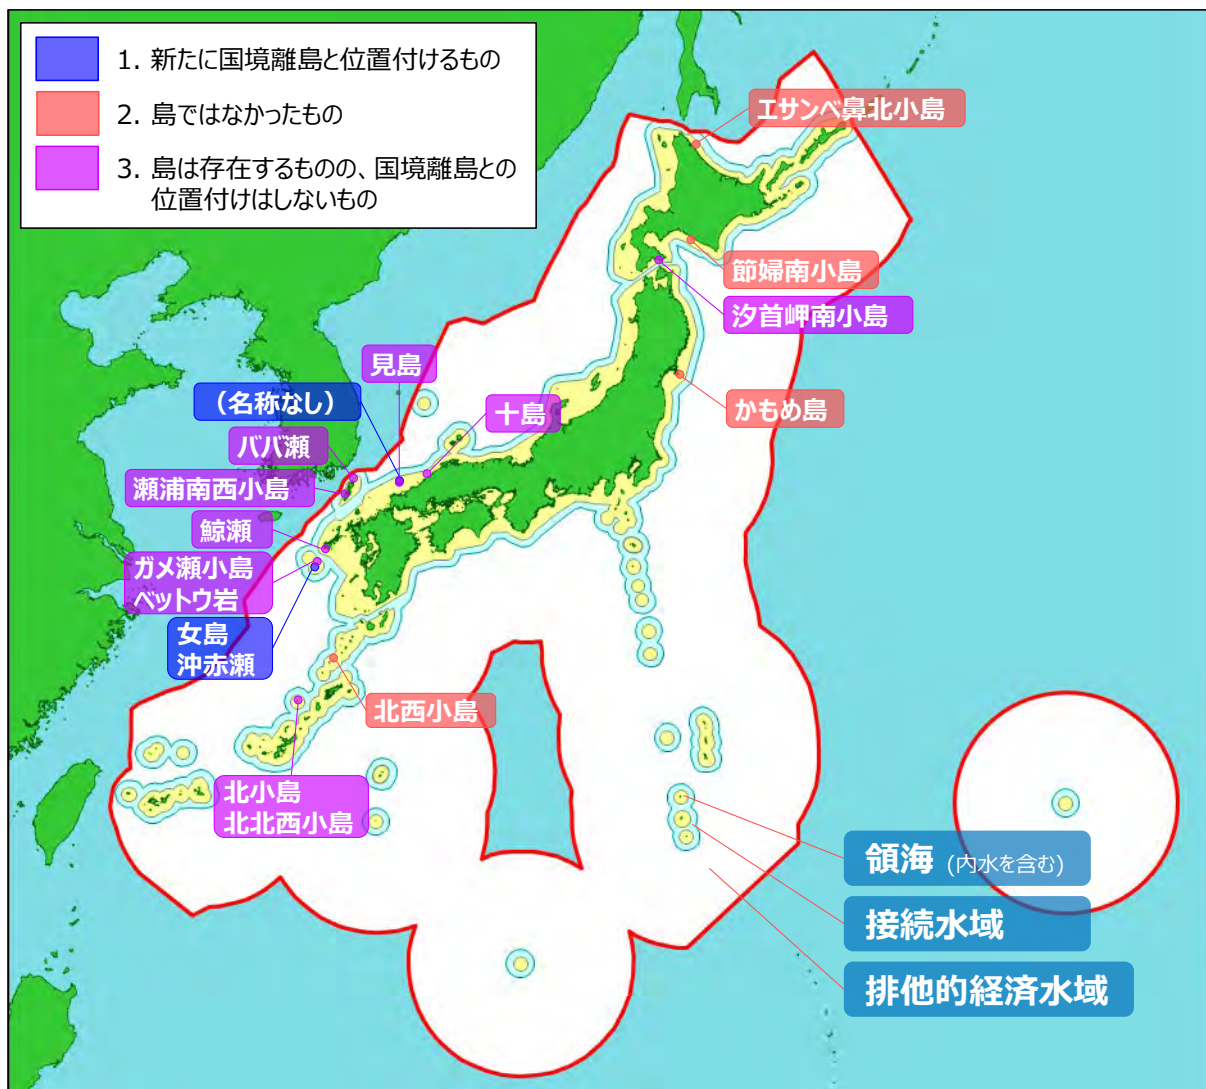 1. 新たに国境離島と位置付けるもの
2. 島ではなかったもの
3. 島は存在するものの、国境離島との
位置付けはしないもの
エサンベ鼻北小島
節婦南小島
汐首岬南小島
見島
（名称なし）
十島
かもめ島
ババ瀬
瀬浦南西小島
鯨瀬
ガメ瀬小島
ベットウ岩
女島
沖赤瀬
北西小島
北小島
北北西小島
領海 (内水を含む)
接続水域
排他的経済水域